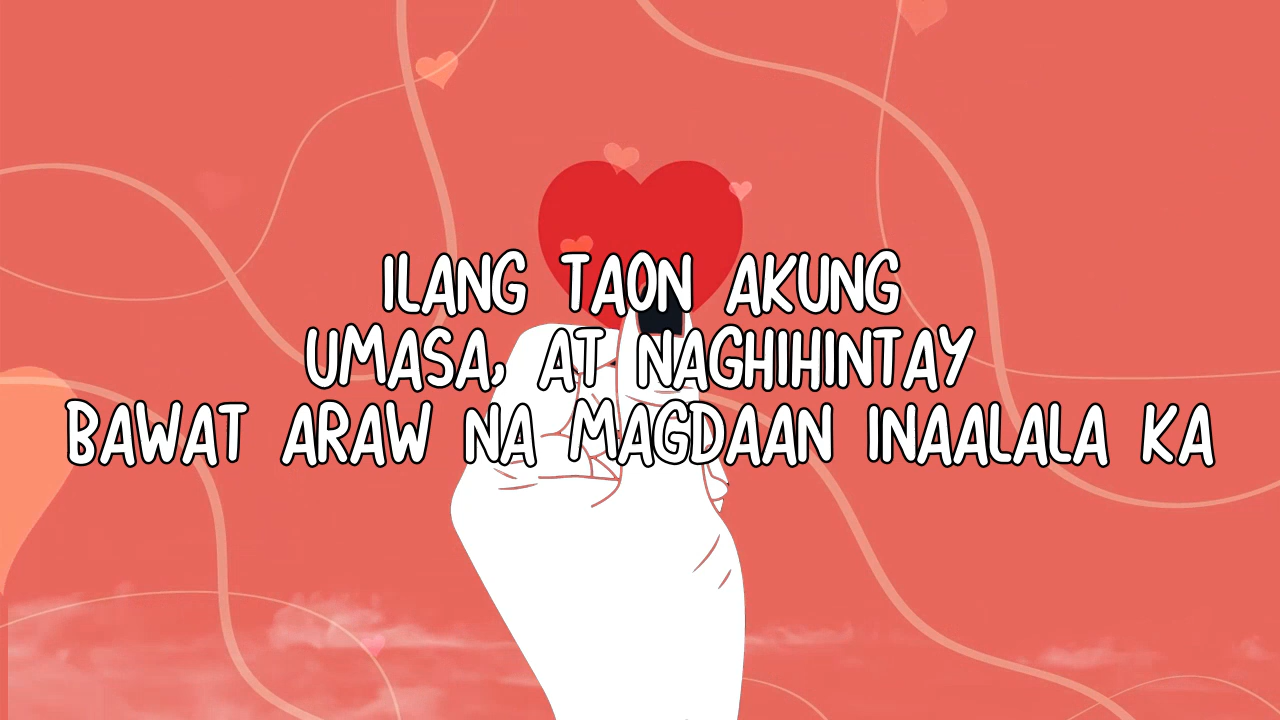 ILANG TAON AKUNG
UMASA, AT NAGHIHINTAY
BAWAT ARAW NA MAGDAAN INAALALA KA